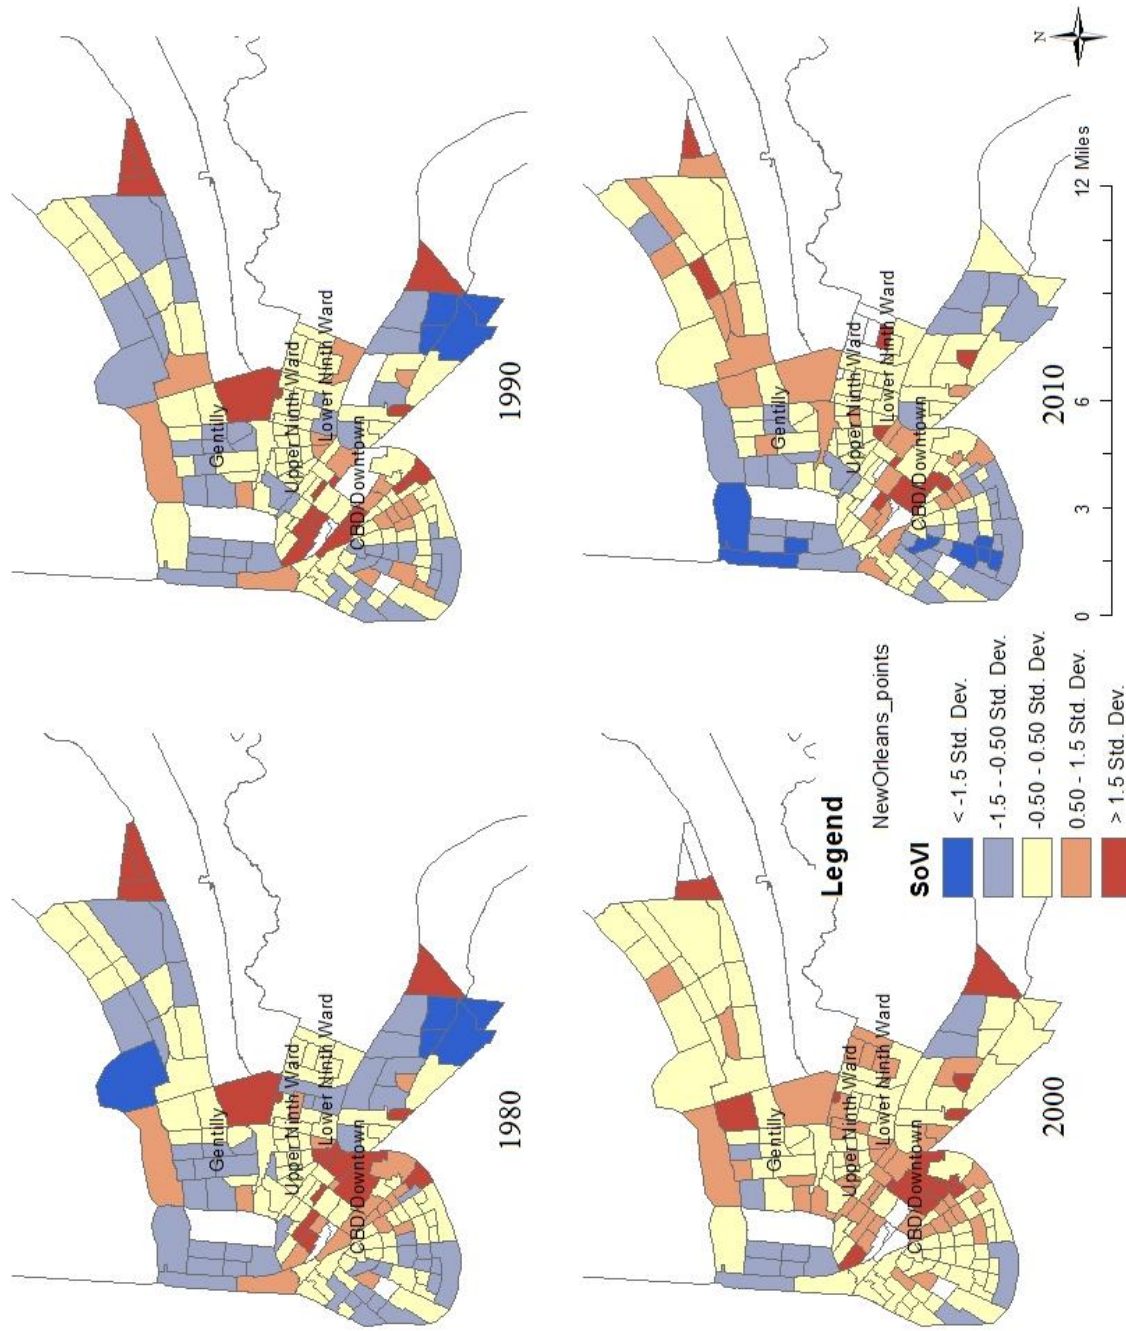 Gentilly
Upper Ninth Ward
Lower Ninth Ward
CBD/Downtown
1980
Gentilly
Upper Ninth Ward
Lower Ninth Ward
CBD/Downtown
1990
Gentilly
Upper Ninth Ward
Lower Ninth Ward
CBD/Downtown
2000
Gentilly
Upper Ninth Ward
Lower Ninth Ward
CBD/Downtown
2010
Legend
NewOrleans_points
SoVI
< -1.5 Std. Dev.
-1.5 - -0.50 Std. Dev.
-0.50 - 0.50 Std. Dev.
0.50 - 1.5 Std. Dev.
> 1.5 Std. Dev.
0 3 6 12 Miles
N